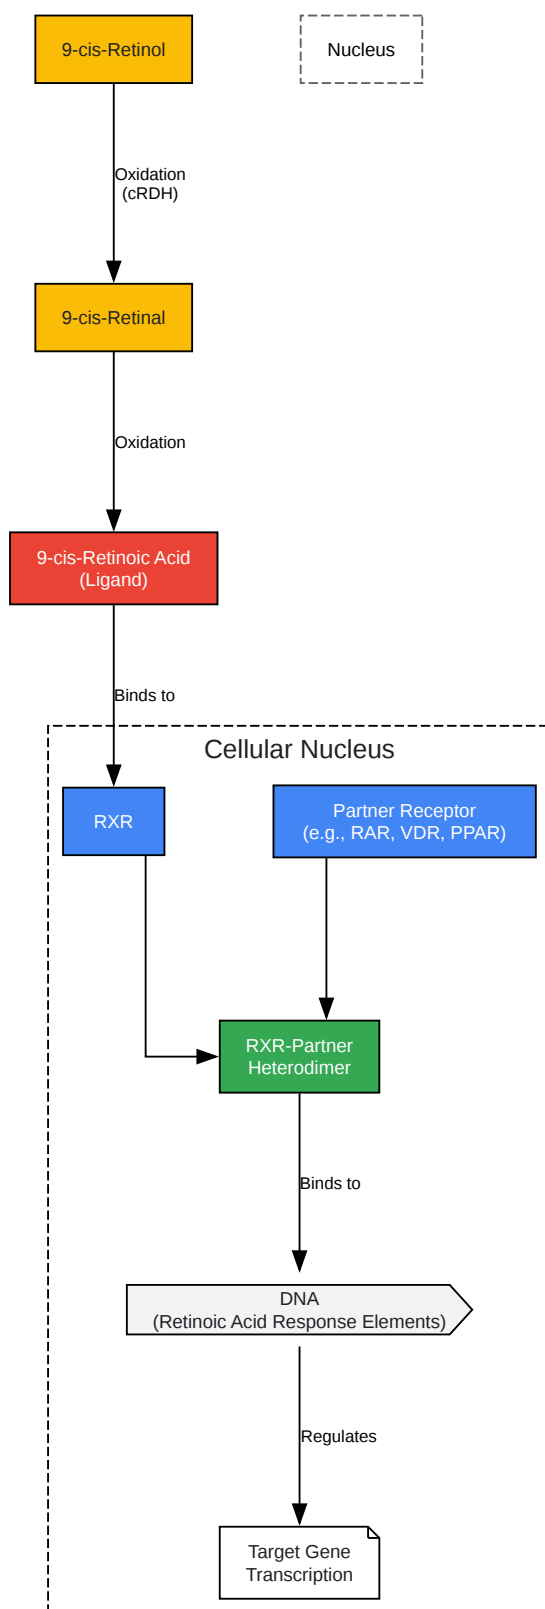 9-cis-Retinol
Nucleus
Oxidation
(cRDH)
9-cis-Retinal
Oxidation
9-cis-Retinoic Acid
(Ligand)
Binds to
Cellular Nucleus
RXR
Partner Receptor
(e.g., RAR, VDR, PPAR)
RXR-Partner
Heterodimer
Binds to
DNA
(Retinoic Acid Response Elements)
Regulates
Target Gene
Transcription